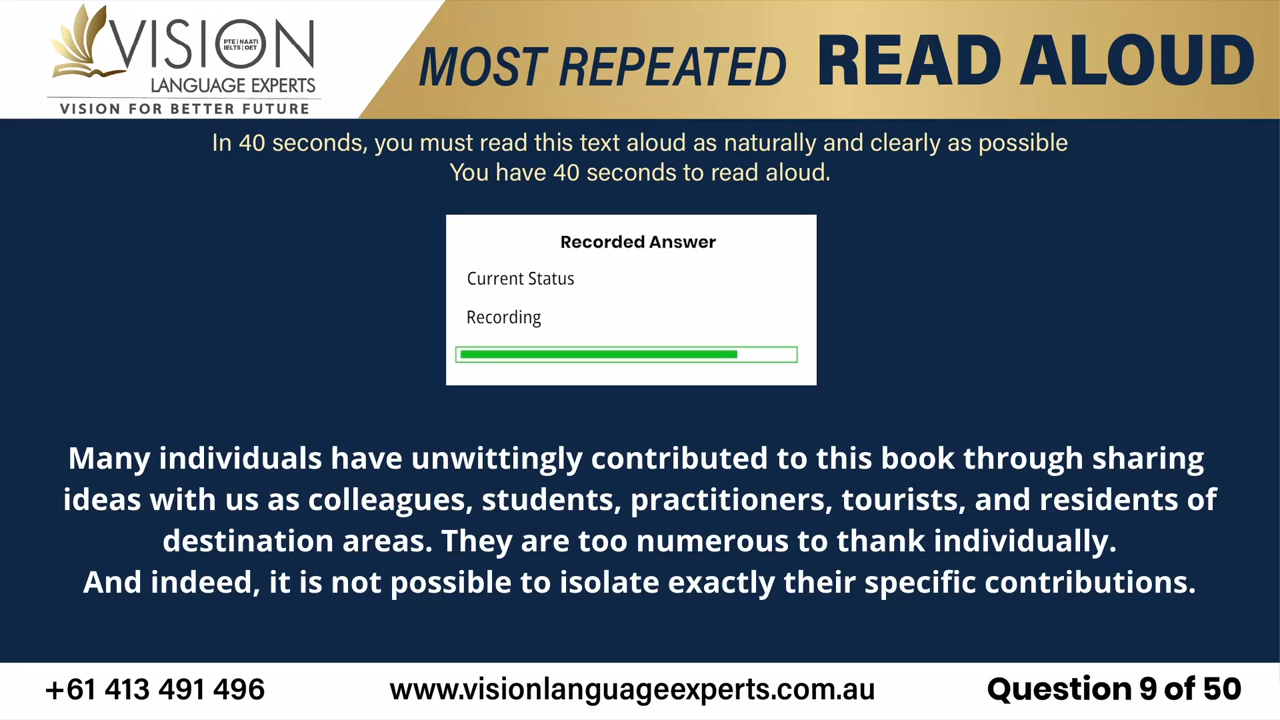 VISION
PTE | NAATI
IELTS | OET
LANGUAGE EXPERTS
VISION FOR BETTER FUTURE
MOST REPEATED READ ALOUD
In 40 seconds, you must read this text aloud as naturally and clearly as possible
You have 40 seconds to read aloud.
Recorded Answer
Current Status
Recording
Many individuals have unwittingly contributed to this book through sharing
ideas with us as colleagues, students, practitioners, tourists, and residents of
destination areas. They are too numerous to thank individually.
And indeed, it is not possible to isolate exactly their specific contributions.
+61 413 491 496
www.visionlanguageexperts.com.au
Question 9 of 50